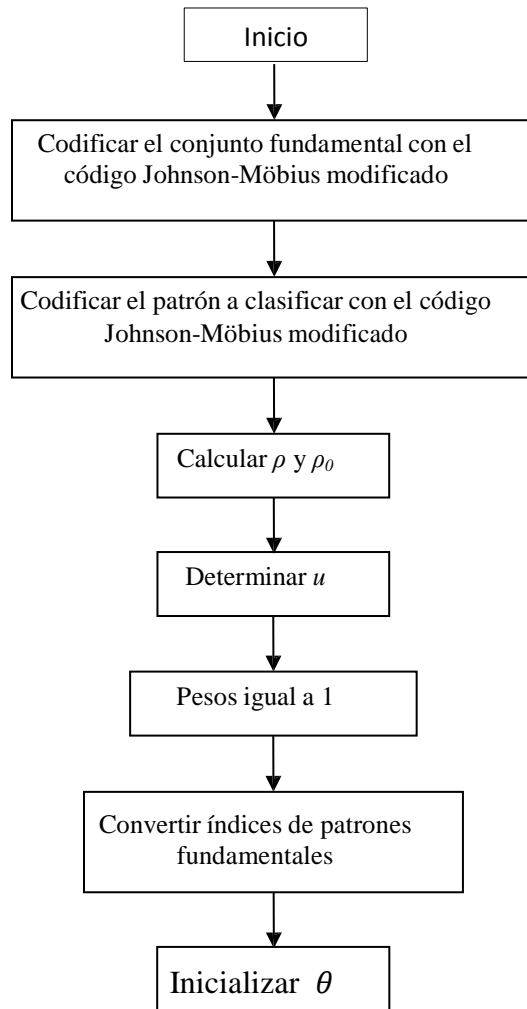 Inicio
Codificar el conjunto fundamental con el
código Johnson-Möbius modificado
Codificar el patrón a clasificar con el código
Johnson-Möbius modificado
Calcular ρ y ρ₀
Determinar u
Pesos igual a 1
Convertir índices de patrones
fundamentales
Inicializar θ